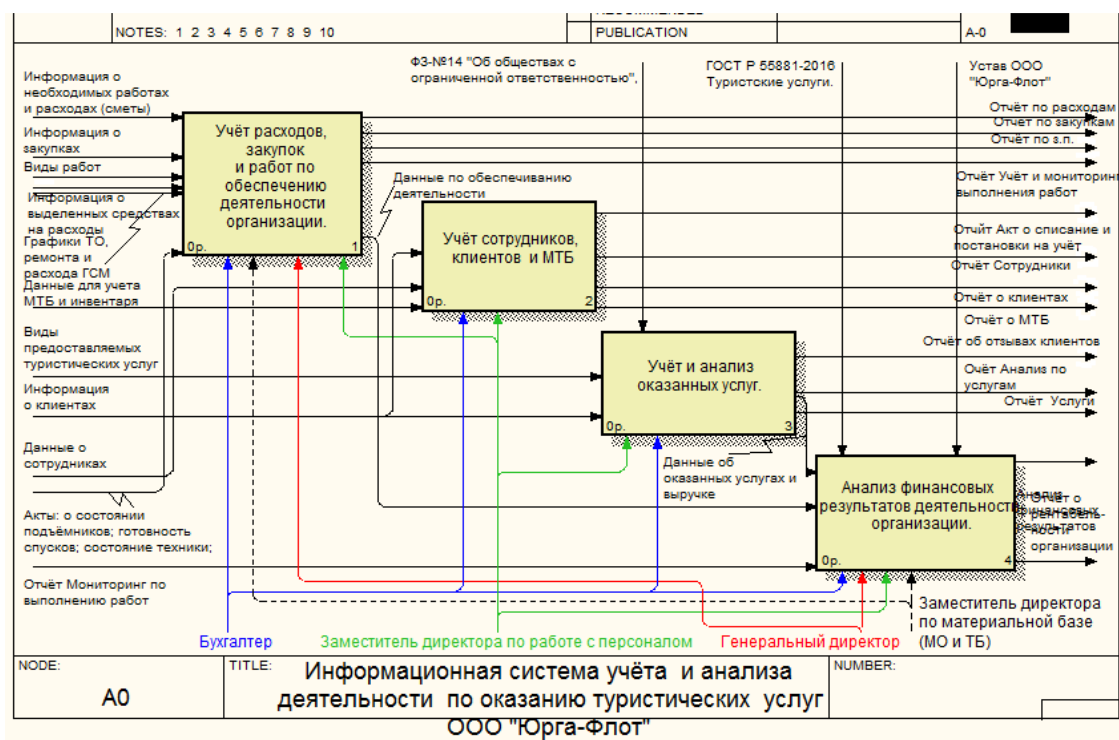 NOTES: 1 2 3 4 5 6 7 8 9 10
PUBLICATION
A-0
ФЗ-№14 "Об обществах с
ограниченной ответственностью",
ГОСТ Р 55881-2016
Туристские услуги.
Устав ООО
"Юрга-Флот"
Информация о
необходимых работах
и расходах (сметы)
Информация о
закупках
Виды работ
Информация о
выделенных средствах
на расходы
Графики ТО,
ремонта и
расхода ГСМ
Данные для учета
МТБ и инвентаря
Виды
предоставляемых
туристических услуг
Информация
о клиентах
Данные о
сотрудниках
Акты: о состоянии
подъёмников; готовность
спусков; состояние техники;
Отчёт Мониторинг по
выполнению работ
Учёт расходов,
закупок
и работ по
обеспечению
деятельности
организации.
0р. 1
Данные по обеспечиванию
деятельности
Учёт сотрудников,
клиентов и МТБ
0р. 2
Учёт и анализ
оказанных услуг.
0р. 3
Данные об
оказанных услугах и
выручке
Анализ финансовых
результатов деятельности
организации.
0р. 4
Отчёт по расходам
Отчёт по закупкам
Отчёт по з.п.
Отчёт Учёт и мониторинг
выполнения работ
Отчйт Акт о списание и
постановки на учёт
Отчёт Сотрудники
Отчёт о клиентах
Отчёт о МТБ
Отчёт об отзывах клиентов
Очёт Анализ по
услугам
Отчёт Услуги
Анализ
финансовых
результатов
Отчёт о
рентабель-
ности
организации
Бухгалтер
Заместитель директора по работе с персоналом
Генеральный директор
Заместитель директора
по материальной базе
(МО и ТБ)
NODE:
A0
TITLE:
Информационная система учёта и анализа
деятельности по оказанию туристических услуг
ООО "Юрга-Флот"
NUMBER: